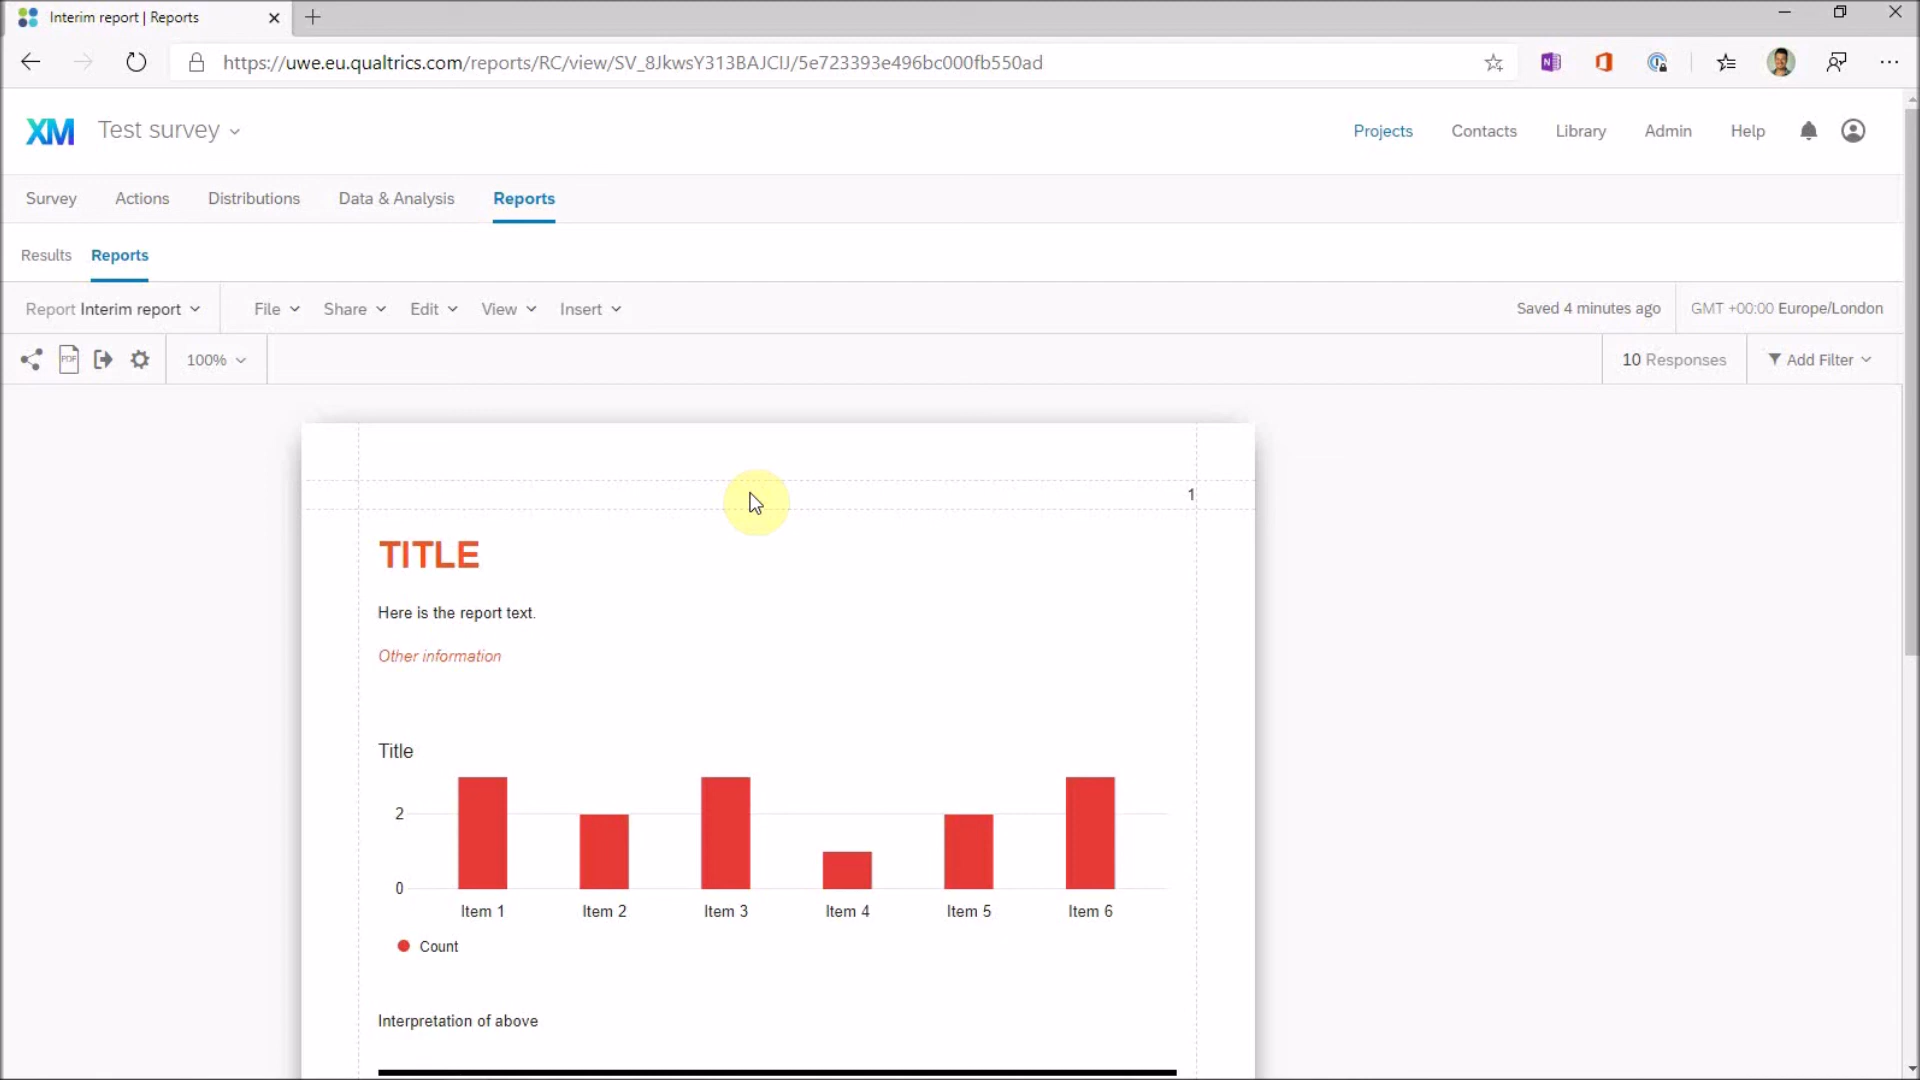 Interim report | Reports
https://uwe.eu.qualtrics.com/reports/RC/view/SV_8JkwsY313BAJCIJ/5e723393e496bc000fb550ad
XM Test survey
Projects Contacts Library Admin Help
Survey Actions Distributions Data & Analysis Reports
Results Reports
Report Interim report File Share Edit View Insert Saved 4 minutes ago GMT +00:00 Europe/London
PDF 100% 10 Responses Add Filter
1
TITLE
Here is the report text.
Other information
Title
2
0
Item 1 Item 2 Item 3 Item 4 Item 5 Item 6
Count
Interpretation of above